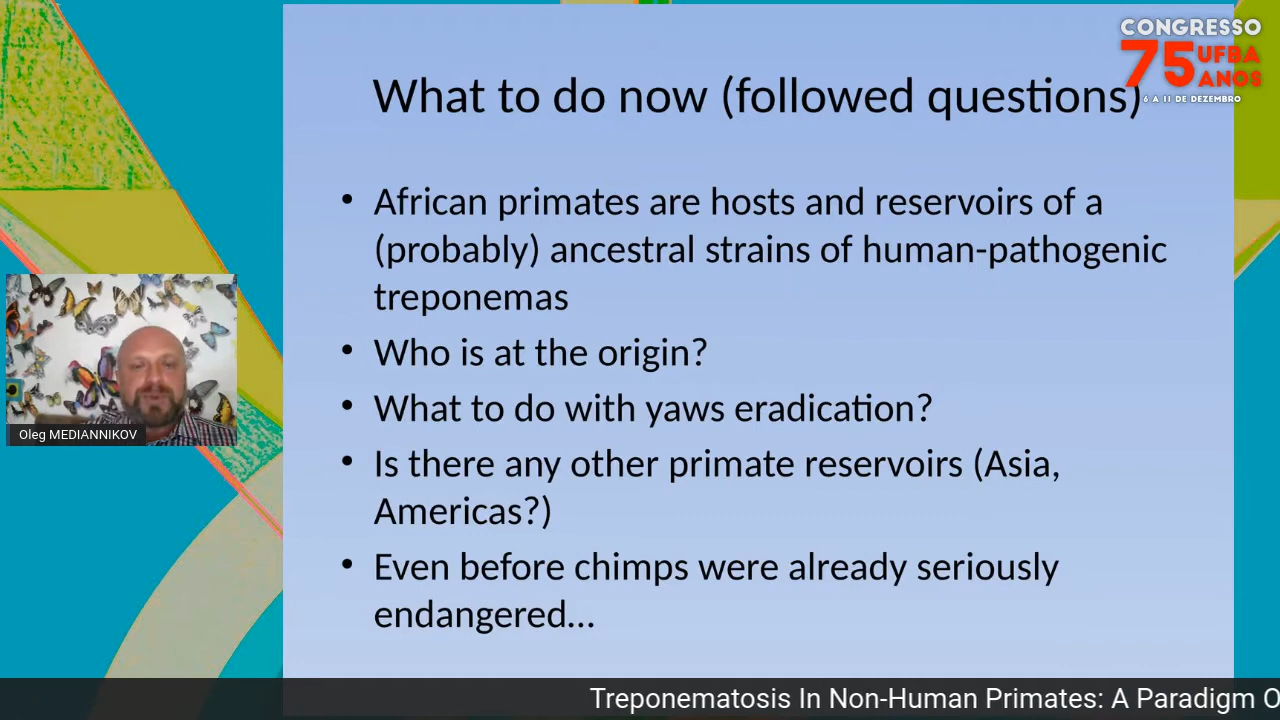 CONGRESSO
75 UFBA
ANOS
6 A 11 DE DEZEMBRO
What to do now (followed questions)
• African primates are hosts and reservoirs of a
(probably) ancestral strains of human-pathogenic
treponemas
• Who is at the origin?
• What to do with yaws eradication?
• Is there any other primate reservoirs (Asia,
Americas?)
• Even before chimps were already seriously
endangered...
Oleg MEDIANNIKOV
Treponematosis In Non-Human Primates: A Paradigm O